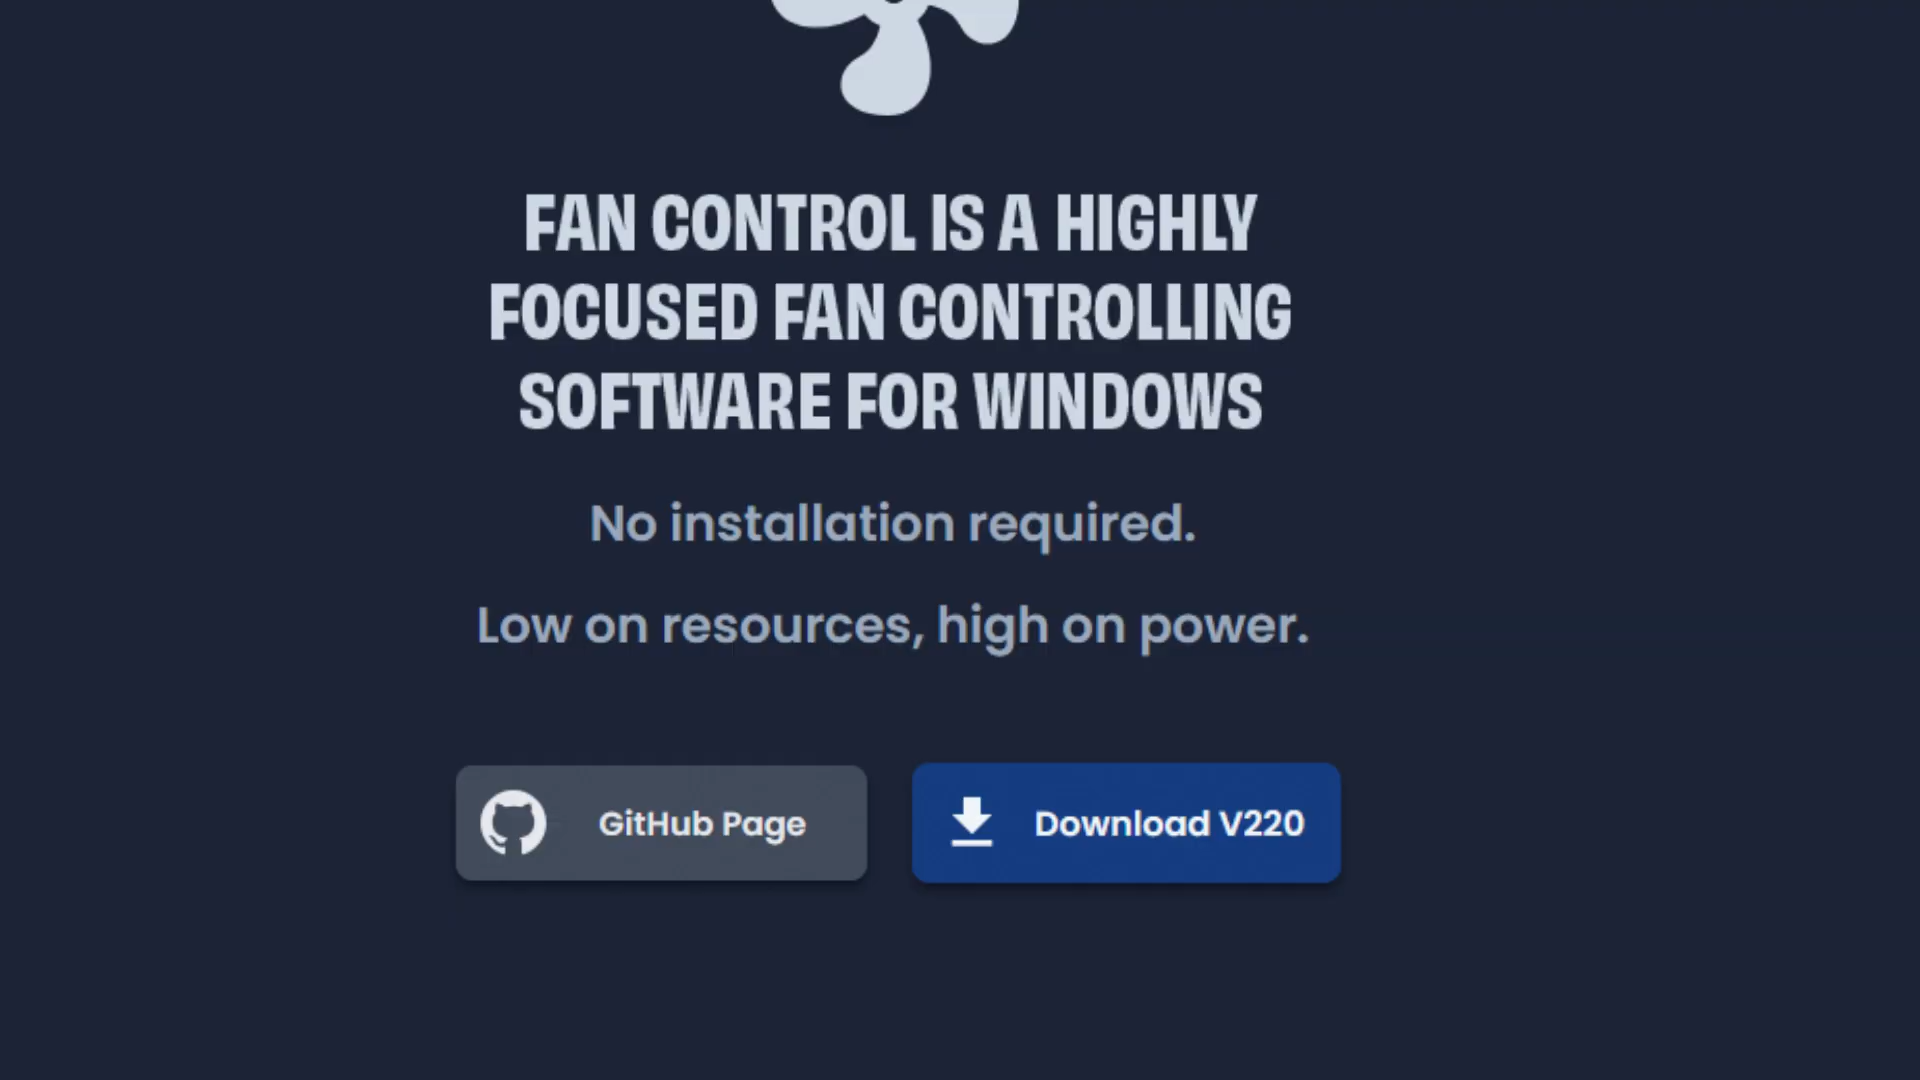 FAN CONTROL IS A HIGHLY
FOCUSED FAN CONTROLLING
SOFTWARE FOR WINDOWS
No installation required.
Low on resources, high on power.
GitHub Page
Download V220